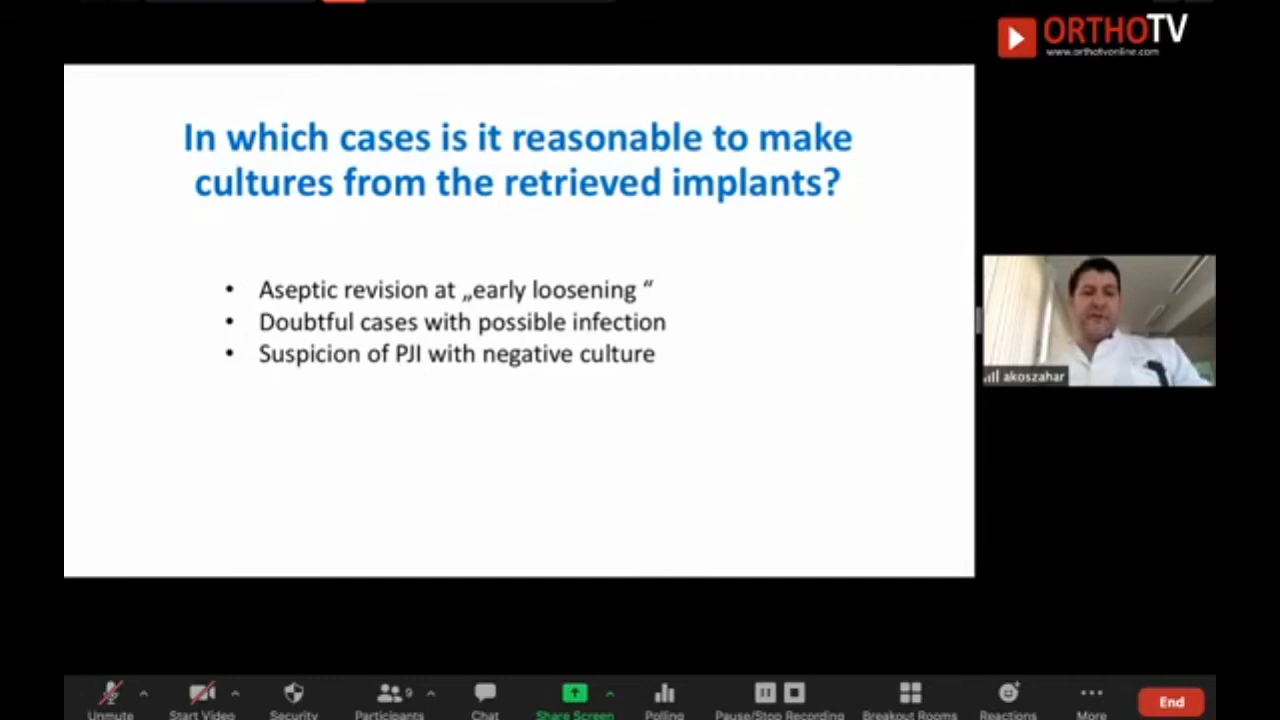 ORTHOTV
www.orthotvonline.com
In which cases is it reasonable to make
cultures from the retrieved implants?
• Aseptic revision at „early loosening “
• Doubtful cases with possible infection
• Suspicion of PJI with negative culture
akoszahar
Unmute
Start Video
Security
9
Participants
Chat
Share Screen
Polling
Pause/Stop Recording
Breakout Rooms
Reactions
More
End